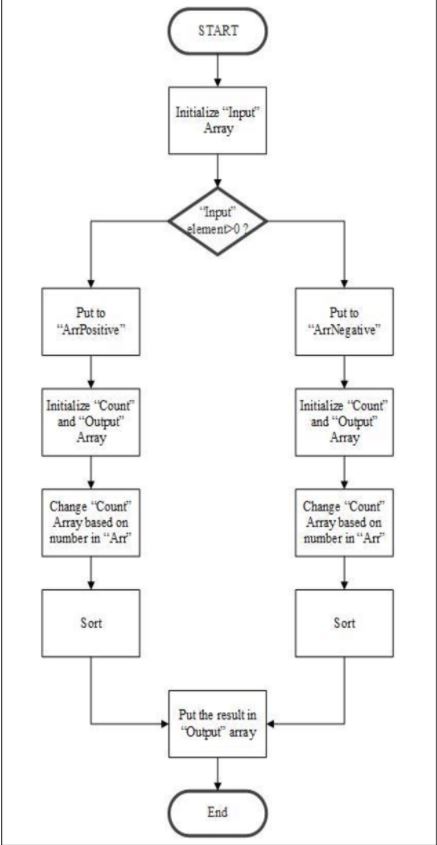 START
Initialize "Input"
Array
"Input"
element>0 ?
Put to
"ArrPositive"
Put to
"ArrNegative"
Initialize "Count"
and "Output"
Array
Initialize "Count"
and "Output"
Array
Change "Count"
Array based on
number in "Arr"
Change "Count"
Array based on
number in "Arr"
Sort
Sort
Put the result in
"Output" array
End